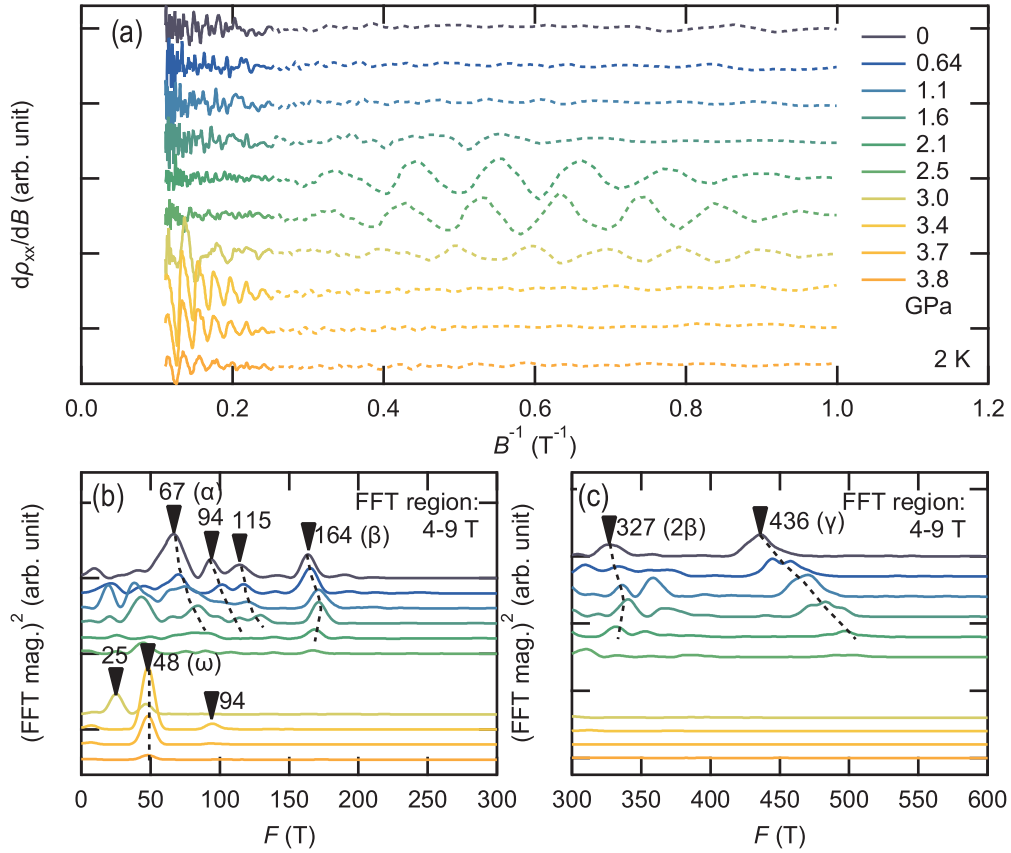 (a)
dρxx/dB (arb. unit)
0
0.64
1.1
1.6
2.1
2.5
3.0
3.4
3.7
3.8
GPa
2 K
0.0 0.2 0.4 0.6 0.8 1.0 1.2
B⁻¹ (T⁻¹)
(b)
67 (α)
94
115
164 (β)
FFT region:
4-9 T
25
48 (ω)
94
(FFT mag.)² (arb. unit)
0 50 100 150 200 250 300
F (T)
(c)
327 (2β)
436 (γ)
FFT region:
4-9 T
(FFT mag.)² (arb. unit)
300 350 400 450 500 550 600
F (T)